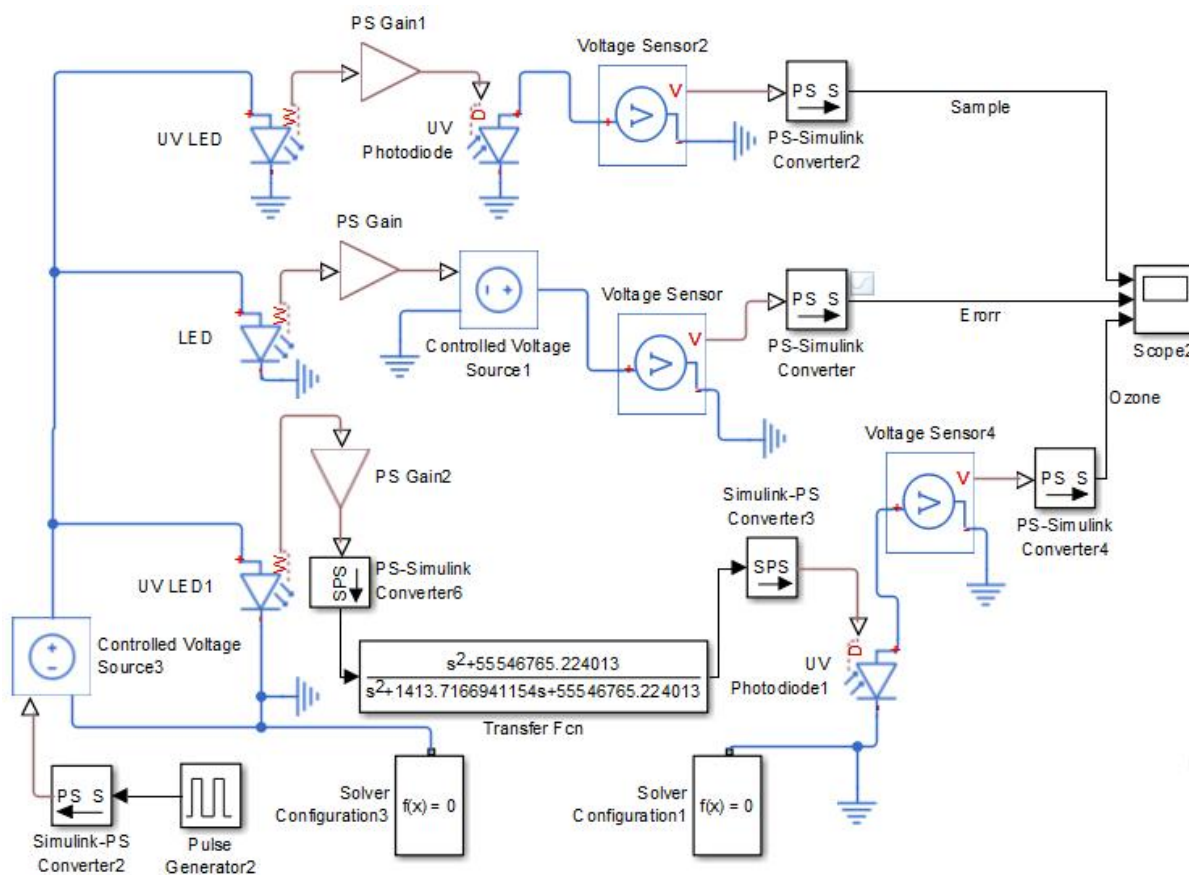 PS Gain1
Voltage Sensor2
+
W
UV LED
D
UV
Photodiode
+
V
V
-
PS S
PS-Simulink
Converter2
Sample
PS Gain
+
W
LED
Controlled Voltage
Source1
Voltage Sensor
+
V
V
-
PS S
PS-Simulink
Converter
Erorr
Scope2
Ozone
PS Gain2
+
W
UV LED1
SPS
PS-Simulink
Converter6
Simulink-PS
Converter3
SPS
Voltage Sensor4
+
V
V
-
PS S
PS-Simulink
Converter4
Controlled Voltage
Source3
s²+55546765.224013
s²+1413.7166941154s+55546765.224013
Transfer Fcn
D
UV
Photodiode1
+
PS S
Simulink-PS
Converter2
Pulse
Generator2
Solver
Configuration3
f(x) = 0
Solver
Configuration1
f(x) = 0